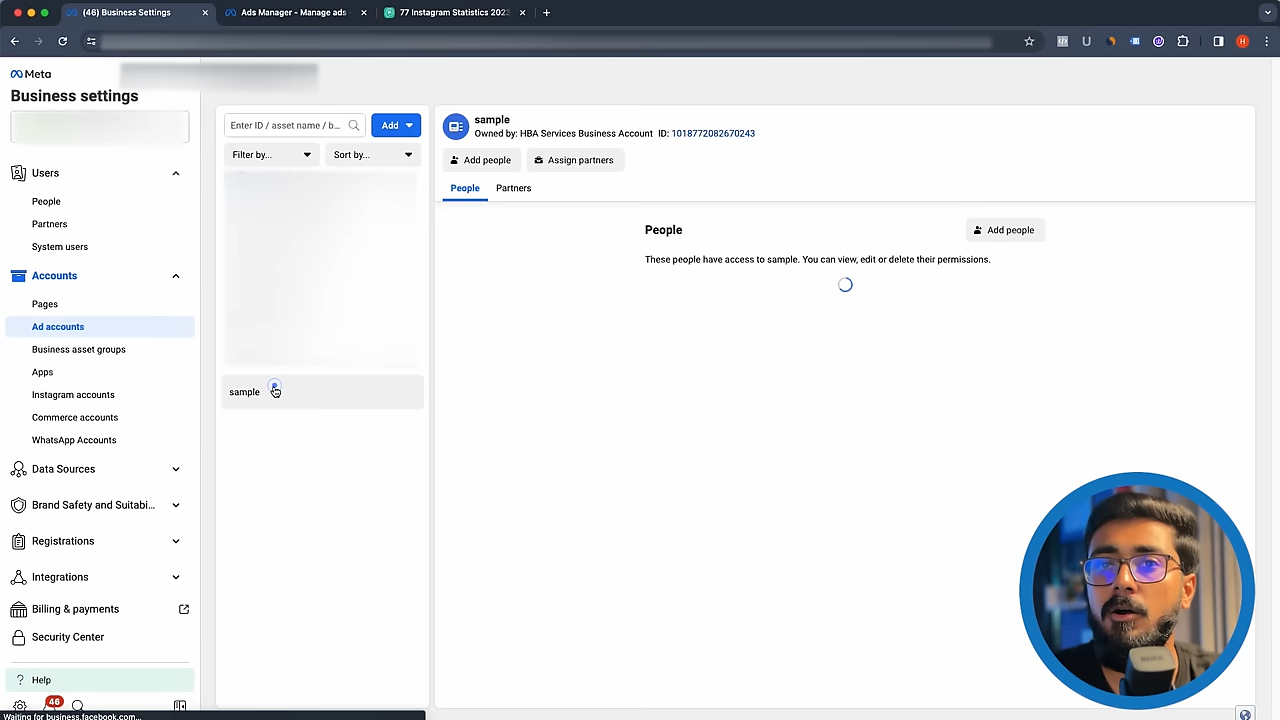 (46) Business Settings
Ads Manager - Manage ads
77 Instagram Statistics 2023
Meta
Business settings
Users
People
Partners
System users
Accounts
Pages
Ad accounts
Business asset groups
Apps
Instagram accounts
Commerce accounts
WhatsApp Accounts
Data Sources
Brand Safety and Suitabi...
Registrations
Integrations
Billing & payments
Security Center
Help
46
Waiting for business.facebook.com...
Enter ID / asset name / b...
Add
Filter by...
Sort by...
sample
sample
Owned by: HBA Services Business Account ID: 1018772082670243
Add people
Assign partners
People
Partners
People
Add people
These people have access to sample. You can view, edit or delete their permissions.